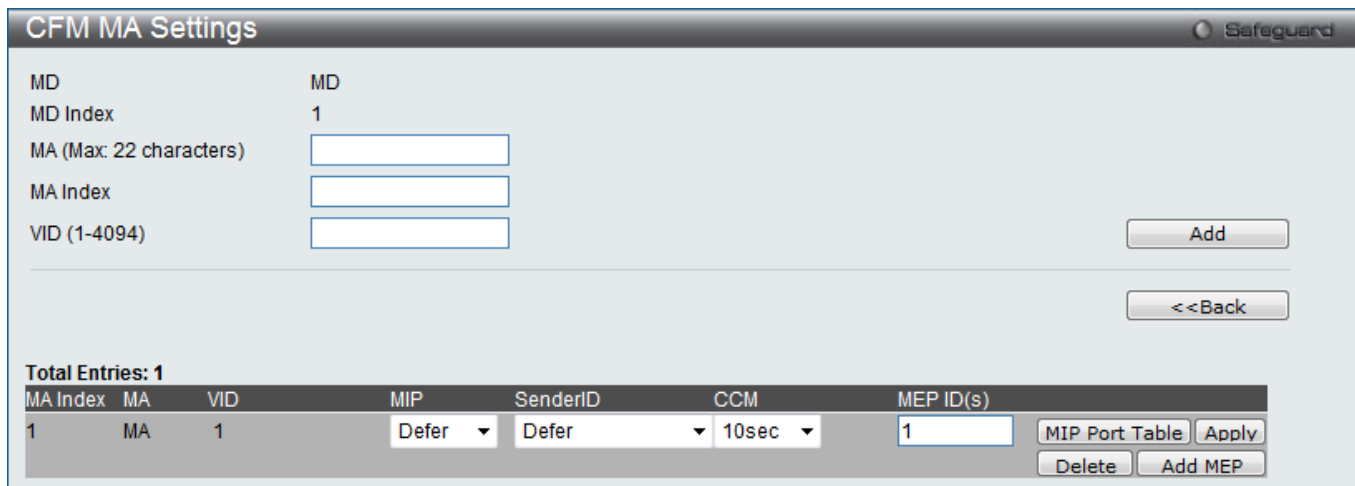 CFM MA Settings Safeguard
MD MD
MD Index 1
MA (Max: 22 characters)
MA Index
VID (1-4094) Add
<<Back
Total Entries: 1
MA Index MA VID MIP SenderID CCM MEP ID(s)
1 MA 1 Defer Defer 10sec 1 MIP Port Table Apply
Delete Add MEP